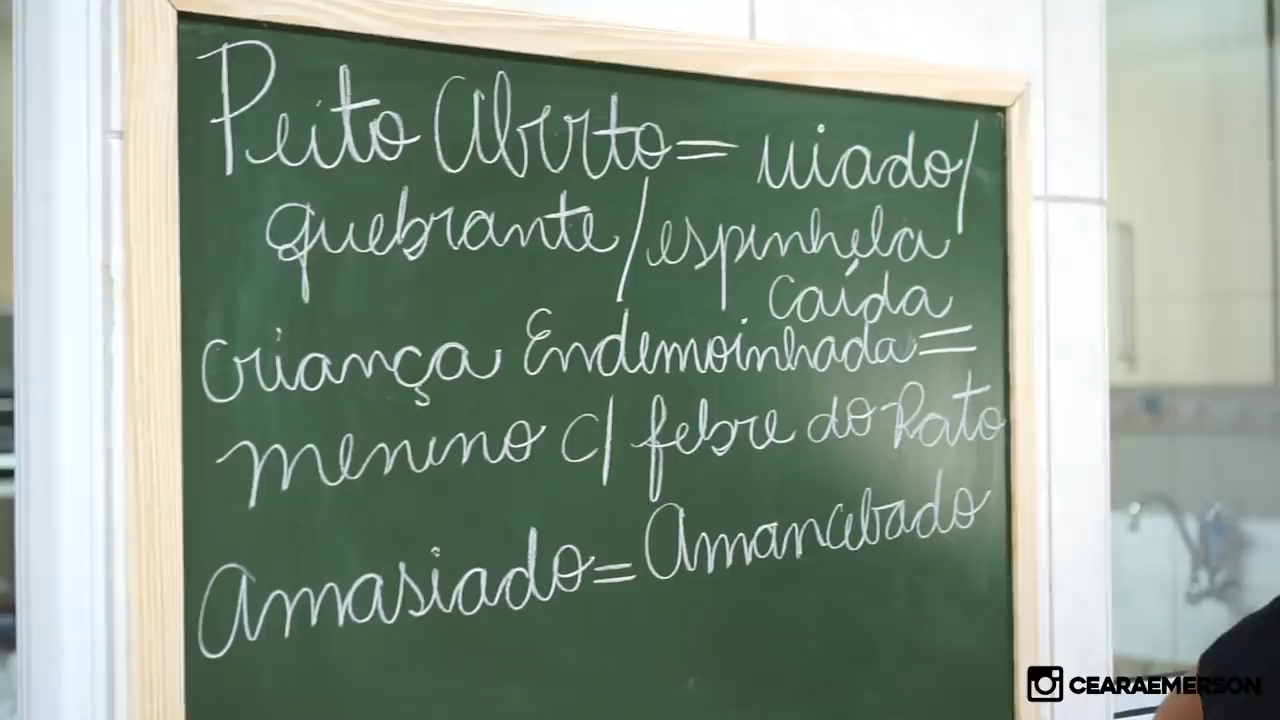 Peito Aberto = uiado/
quebrante/espinhela
caída
criança Endemoinhada =
menino c/ febre do Rato
Amasiado = Amancebado
CEARAEMERSON